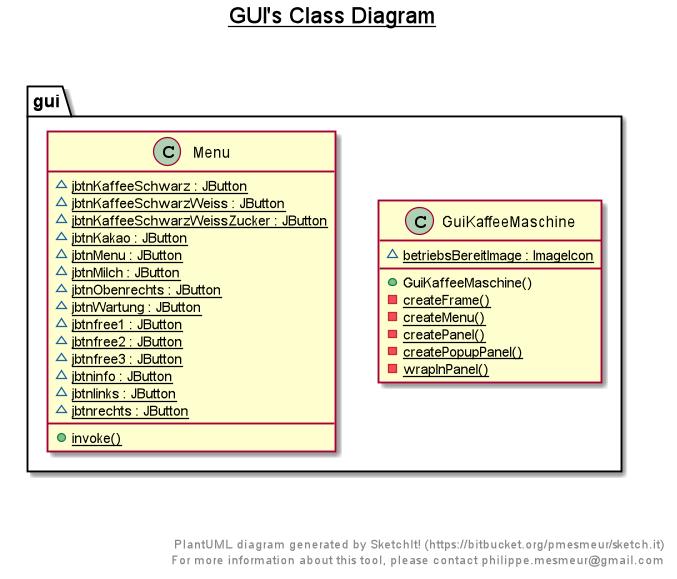 GUI's Class Diagram
gui
C Menu
jbtnKaffeeSchwarz : JButton
jbtnKaffeeSchwarzWeiss : JButton
jbtnKaffeeSchwarzWeissZucker : JButton
jbtnKakao : JButton
jbtnMenu : JButton
jbtnMilch : JButton
jbtnObenrechts : JButton
jbtnWartung : JButton
jbtnfree1 : JButton
jbtnfree2 : JButton
jbtnfree3 : JButton
jbtninfo : JButton
jbtnlinks : JButton
jbtnrechts : JButton
invoke()
C GuiKaffeeMaschine
betriebsBereitImage : ImageIcon
GuiKaffeeMaschine()
createFrame()
createMenu()
createPanel()
createPopupPanel()
wrapInPanel()
PlantUML diagram generated by SketchIt! (https://bitbucket.org/pmesmeur/sketch.it)
For more information about this tool, please contact philippe.mesmeur@gmail.com